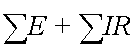 ∑E + ∑IR